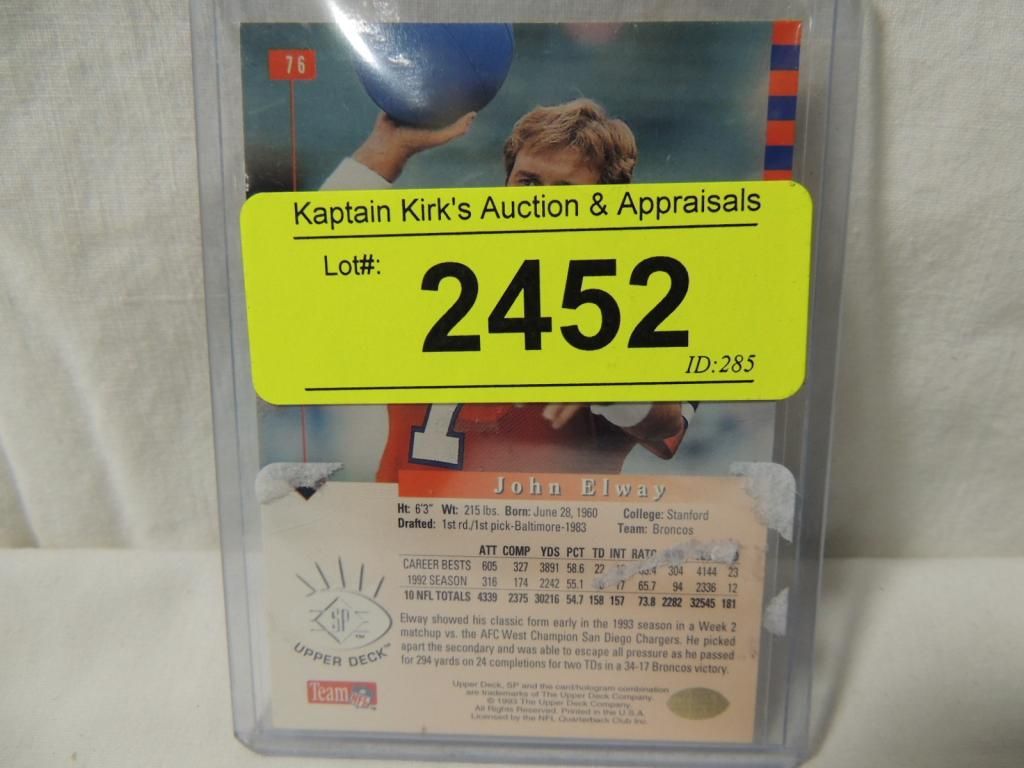 76
Kaptain Kirk's Auction & Appraisals
Lot#:
2452
ID:285
John Elway
Ht: 6'3" Wt: 215 lbs. Born: June 28, 1960 College: Stanford
Drafted: 1st rd./1st pick-Baltimore-1983 Team: Broncos
ATT COMP YDS PCT TD INT
CAREER BESTS 605 327 3891 58.6 22 304 4144 23
1992 SEASON 316 174 2242 55.1 17 65.7 94 2336 12
10 NFL TOTALS 4339 2375 30216 54.7 158 157 73.8 2282 32545 181
Elway showed his classic form early in the 1993 season in a Week 2
matchup vs. the AFC West Champion San Diego Chargers. He picked
apart the secondary and was able to escape all pressure as he passed
for 294 yards on 24 completions for two TDs in a 34-17 Broncos victory.
SP
TM
UPPER DECK™
Team NFL™
Upper Deck, SP and the card/hologram combination
are trademarks of The Upper Deck Company.
© 1993 The Upper Deck Company.
All Rights Reserved. Printed in the U.S.A.
Licensed by the NFL Quarterback Club Inc.